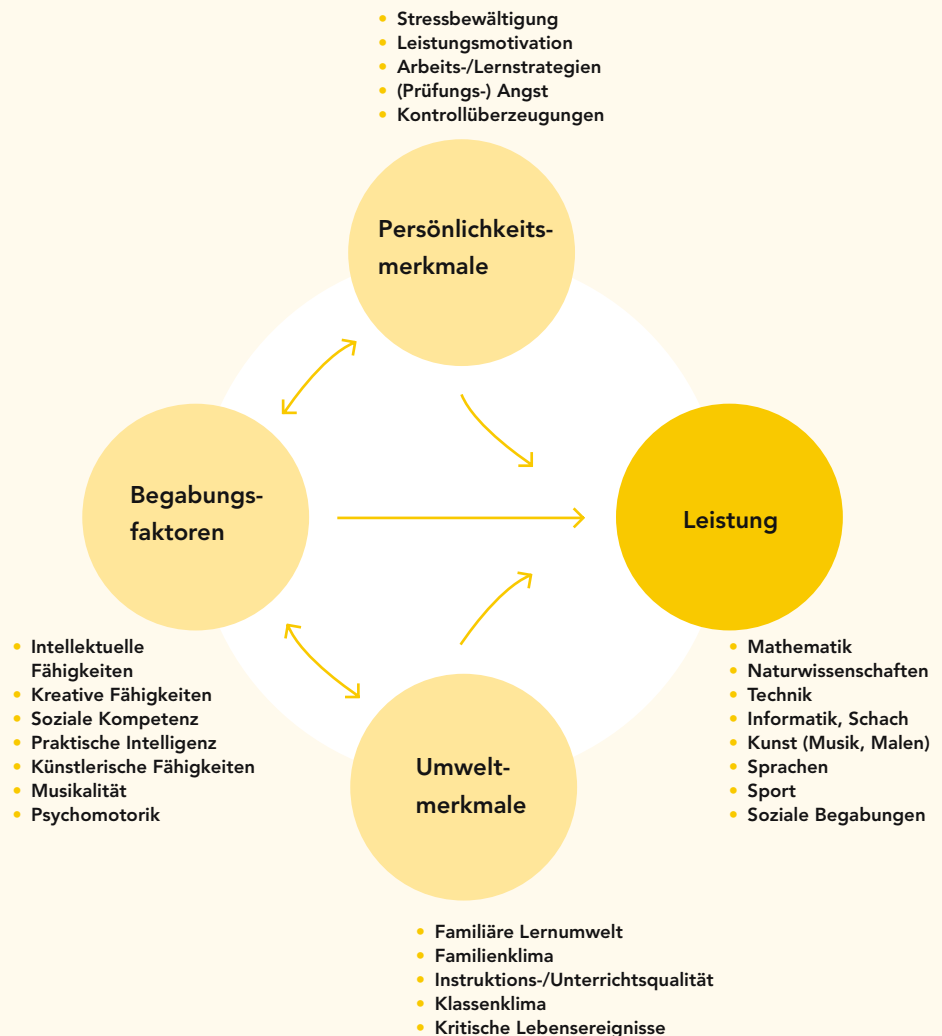 • Stressbewältigung
• Leistungsmotivation
• Arbeits-/Lernstrategien
• (Prüfungs-) Angst
• Kontrollüberzeugungen
Persönlichkeits-
merkmale
Begabungs-
faktoren
Leistung
• Intellektuelle
Fähigkeiten
• Kreative Fähigkeiten
• Soziale Kompetenz
• Praktische Intelligenz
• Künstlerische Fähigkeiten
• Musikalität
• Psychomotorik
• Mathematik
• Naturwissenschaften
• Technik
• Informatik, Schach
• Kunst (Musik, Malen)
• Sprachen
• Sport
• Soziale Begabungen
Umwelt-
merkmale
• Familiäre Lernumwelt
• Familienklima
• Instruktions-/Unterrichtsqualität
• Klassenklima
• Kritische Lebensereignisse